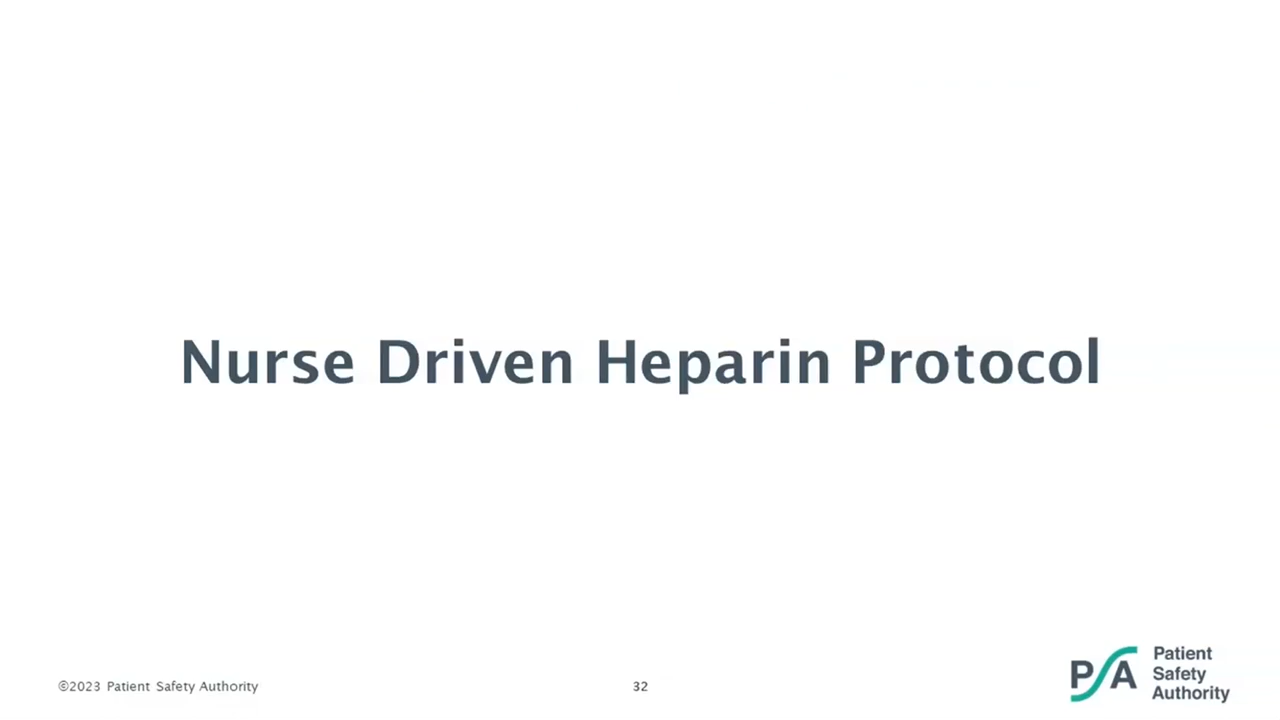 Nurse Driven Heparin Protocol
©2023 Patient Safety Authority
32
PSA
Patient
Safety
Authority